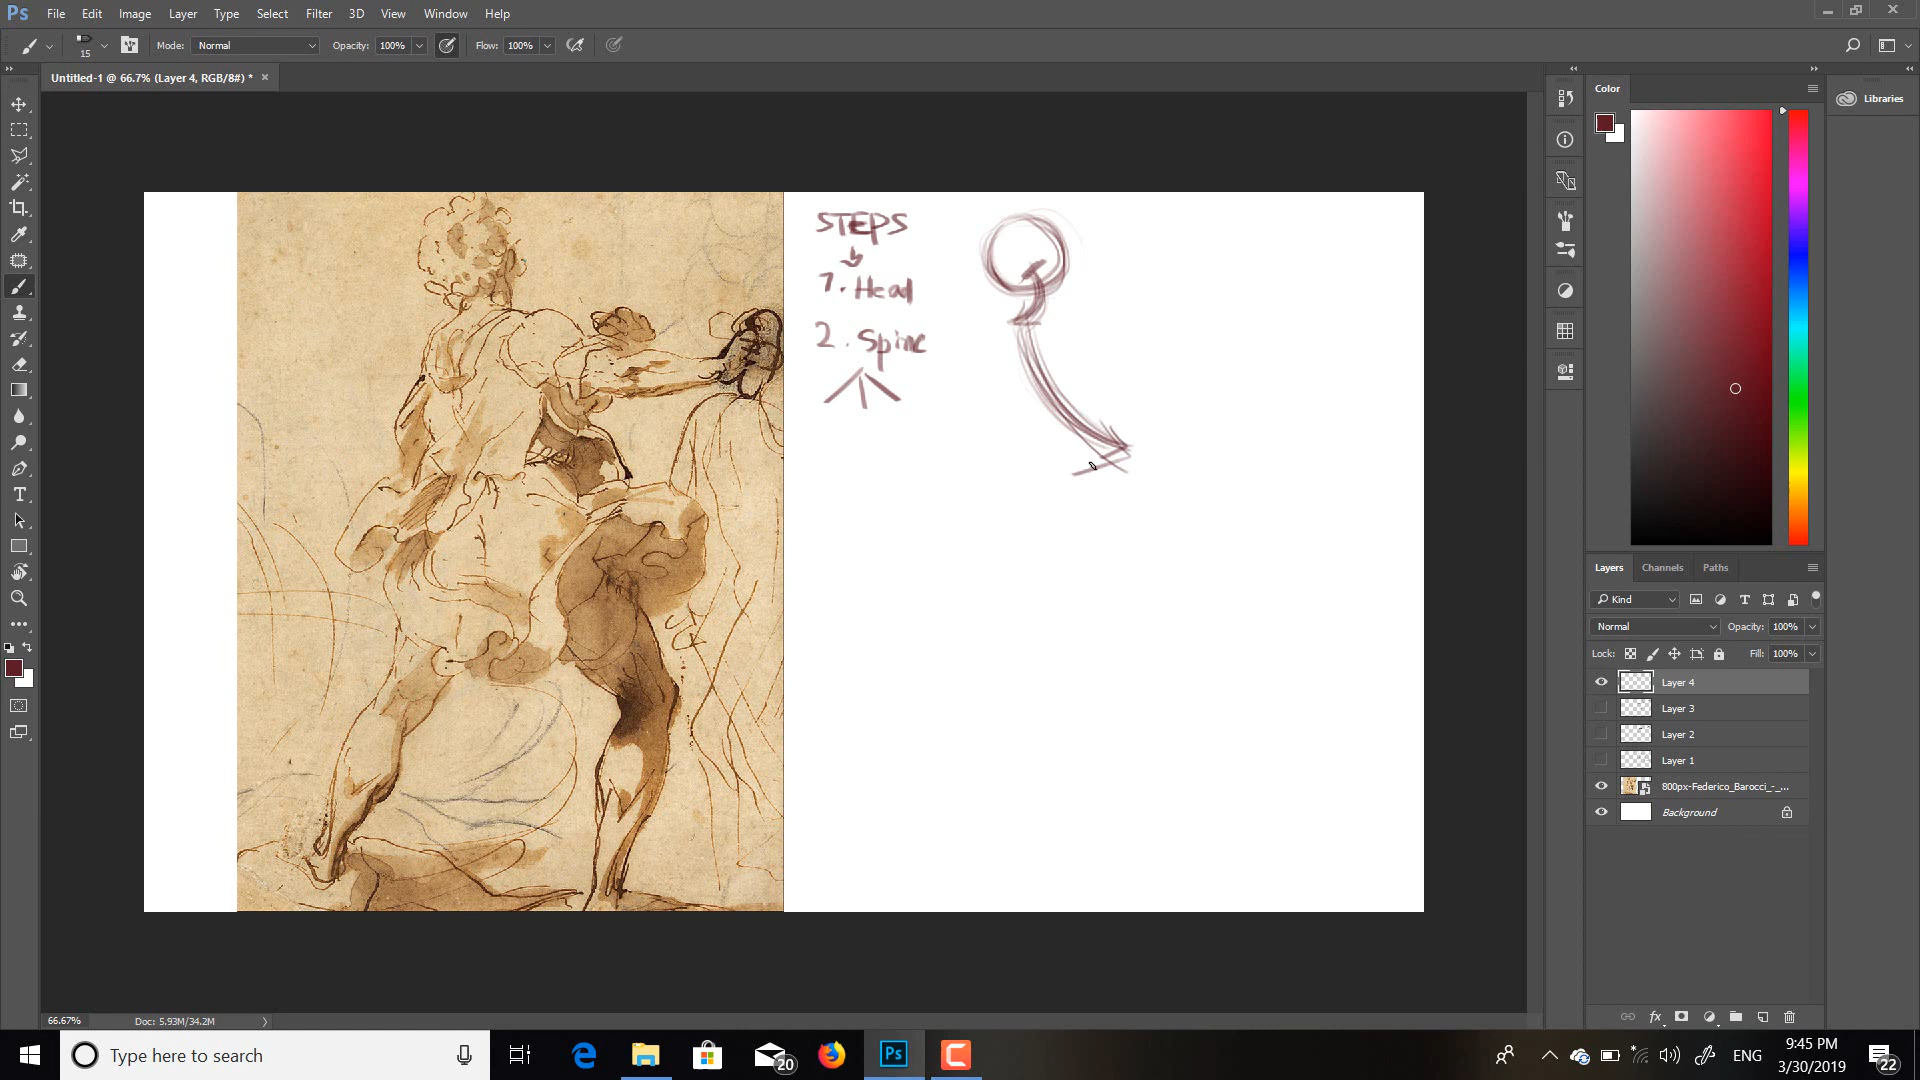 Ps File Edit Image Layer Type Select Filter 3D View Window Help
15 Mode: Normal Opacity: 100% Flow: 100%
Untitled-1 @ 66.7% (Layer 4, RGB/8#) * ×
Color
Libraries
STEPS
1. Head
2. Spine
Layers Channels Paths
Kind
Normal Opacity: 100%
Lock: Fill: 100%
Layer 4
Layer 3
Layer 2
Layer 1
800px-Federico_Barocci_-_...
Background
66.67% Doc: 5.93M/34.2M
Type here to search
20
Ps
ENG
9:45 PM
3/30/2019
22